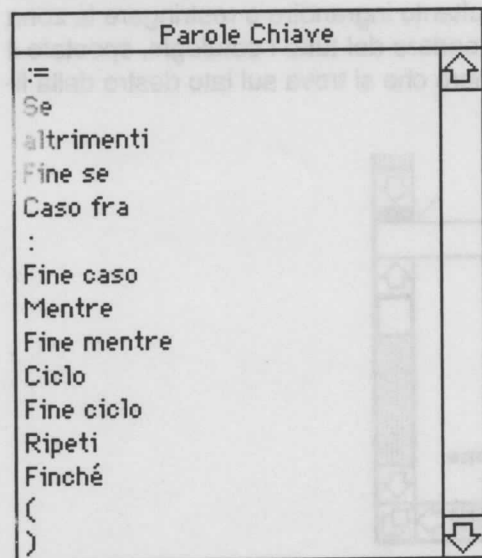 Parole Chiave
:=
Se
altrimenti
Fine se
Caso fra
:
Fine caso
Mentre
Fine mentre
Ciclo
Fine ciclo
Ripeti
Finché
(
)